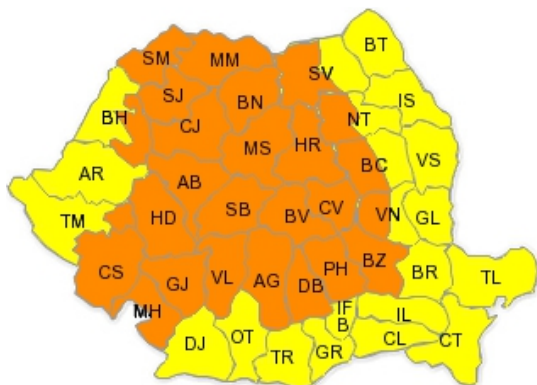 BT
SM
MM
SV
SJ
BN
IS
BH
CJ
NT
MS
HR
BC
VS
AR
AB
TM
HD
SB
BV
CV
VN
GL
CS
GJ
VL
AG
DB
PH
BZ
BR
TL
MH
IF
B
IL
DJ
OT
TR
GR
CL
CT